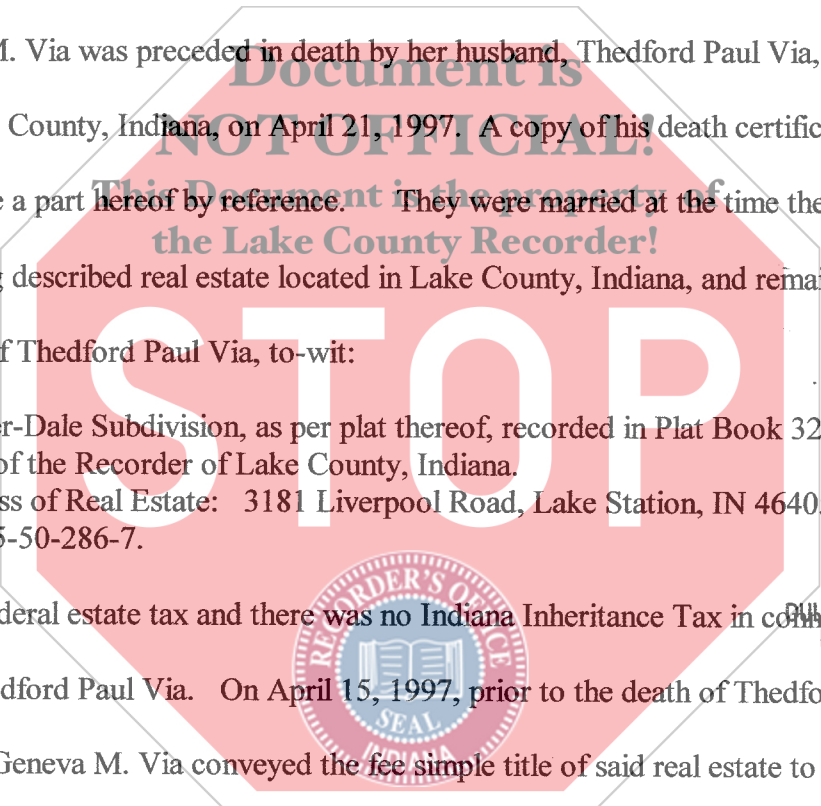 M. Via was preceded in death by her husband, Thedford Paul Via,
Document is
County, Indiana, on April 21, 1997. A copy of his death certific
NOT OFFICIAL!
e a part hereof by reference. They were married at the time the
This Document is the property of
the Lake County Recorder!
g described real estate located in Lake County, Indiana, and remai
STOP
f Thedford Paul Via, to-wit:
r-Dale Subdivision, as per plat thereof, recorded in Plat Book 32
of the Recorder of Lake County, Indiana.
ss of Real Estate: 3181 Liverpool Road, Lake Station, IN 4640
5-50-286-7.
RECORDER'S OFFICE
SEAL
INDIANA
deral estate tax and there was no Indiana Inheritance Tax in conn
dford Paul Via. On April 15, 1997, prior to the death of Thedfo
Geneva M. Via conveyed the fee simple title of said real estate to